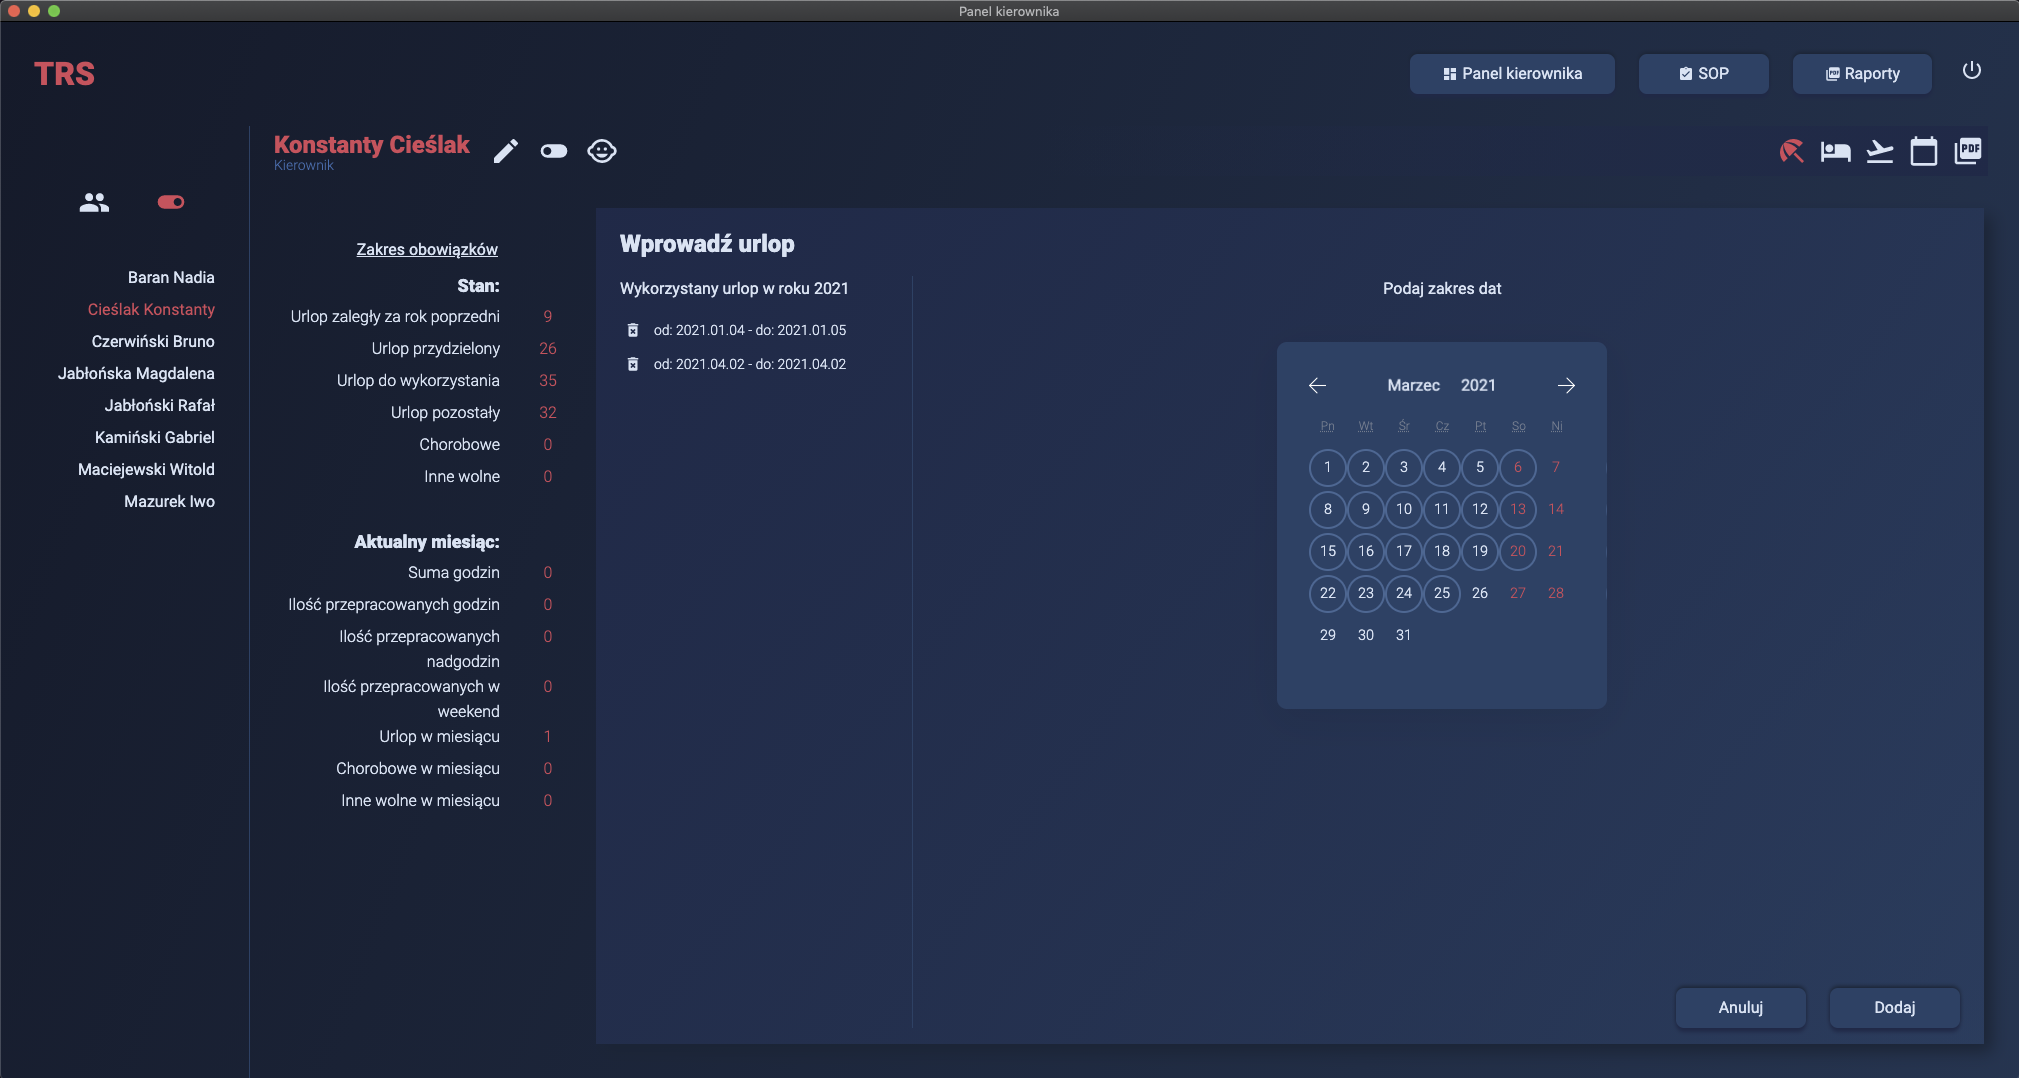 Panel kierownika
TRS
Panel kierownika
SOP
PDF Raporty
Konstanty Cieślak
Kierownik
PDF
Baran Nadia
Cieślak Konstanty
Czerwiński Bruno
Jabłońska Magdalena
Jabłoński Rafał
Kamiński Gabriel
Maciejewski Witold
Mazurek Iwo
Zakres obowiązków
Stan:
Urlop zaległy za rok poprzedni 9
Urlop przydzielony 26
Urlop do wykorzystania 35
Urlop pozostały 32
Chorobowe 0
Inne wolne 0
Aktualny miesiąc:
Suma godzin 0
Ilość przepracowanych godzin 0
Ilość przepracowanych 0
nadgodzin
Ilość przepracowanych w 0
weekend
Urlop w miesiącu 1
Chorobowe w miesiącu 0
Inne wolne w miesiącu 0
Wprowadź urlop
Wykorzystany urlop w roku 2021
od: 2021.01.04 - do: 2021.01.05
od: 2021.04.02 - do: 2021.04.02
Podaj zakres dat
Marzec 2021
Pn Wt Śr Cz Pt So Ni
1 2 3 4 5 6 7
8 9 10 11 12 13 14
15 16 17 18 19 20 21
22 23 24 25 26 27 28
29 30 31
Anuluj
Dodaj